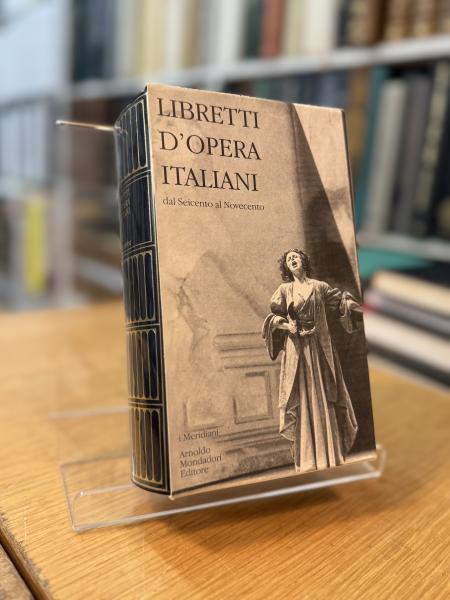 LIBRETTI
D'OPERA
ITALIANI
dal Seicento al Novecento
i Meridiani
Arnoldo
Mondadori
Editore